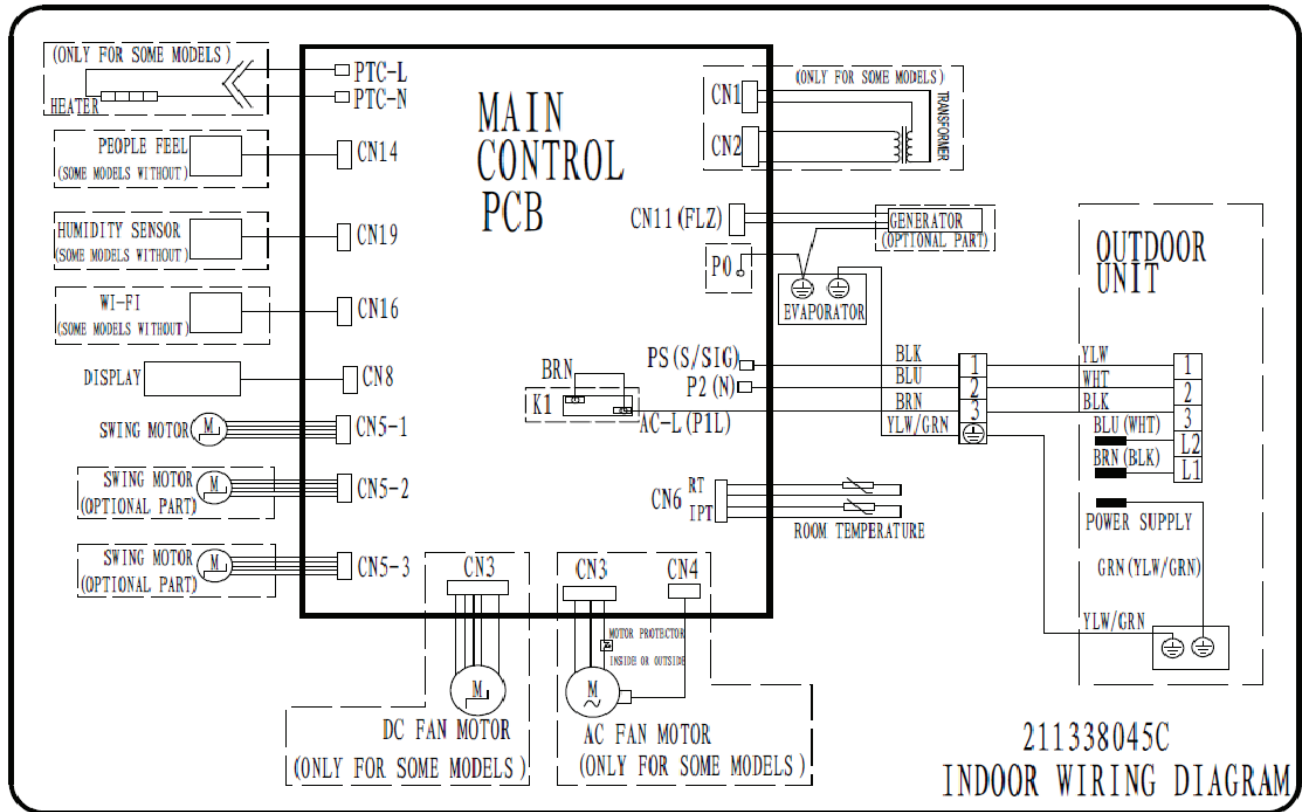 (ONLY FOR SOME MODELS)
HEATER
PTC-L
PTC-N
PEOPLE FEEL
(SOME MODELS WITHOUT)
CN14
HUMIDITY SENSOR
(SOME MODELS WITHOUT)
CN19
WI-FI
(SOME MODELS WITHOUT)
CN16
DISPLAY
CN8
SWING MOTOR
M
CN5-1
SWING MOTOR
(OPTIONAL PART)
M
CN5-2
SWING MOTOR
(OPTIONAL PART)
M
CN5-3
MAIN
CONTROL
PCB
CN1
CN2
(ONLY FOR SOME MODELS)
TRANSFORMER
CN11(FLZ)
GENERATOR
(OPTIONAL PART)
P0
EVAPORATOR
PS(S/SIG)
P2(N)
BRN
K1
AC-L(P1L)
BLK
BLU
BRN
YLW/GRN
1
2
3
CN6
RT
IPT
ROOM TEMPERATURE
CN3
M
DC FAN MOTOR
(ONLY FOR SOME MODELS)
CN3
CN4
MOTOR PROTECTOR
INSIDE OR OUTSIDE
M
AC FAN MOTOR
(ONLY FOR SOME MODELS)
OUTDOOR
UNIT
YLW
WHT
BLK
BLU(WHT)
BRN(BLK)
1
2
3
L2
L1
POWER SUPPLY
GRN(YLW/GRN)
YLW/GRN
211338045C
INDOOR WIRING DIAGRAM